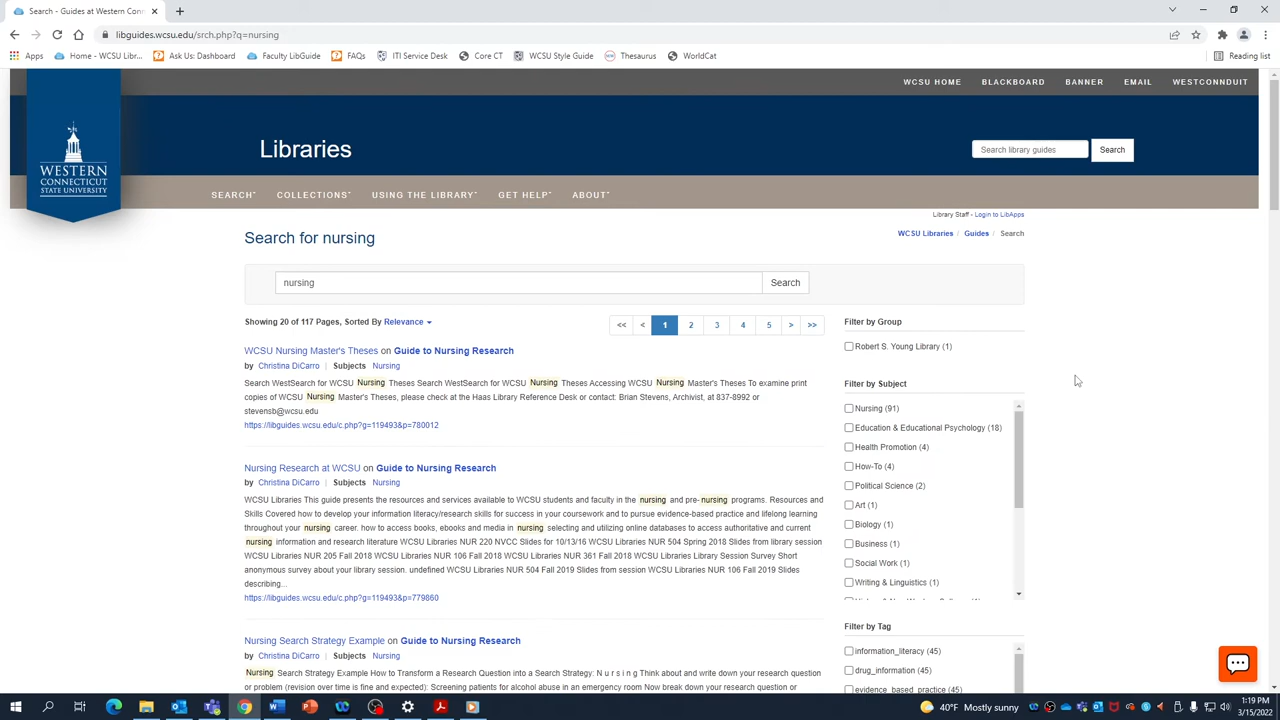 Search - Guides at Western Con
libguides.wcsu.edu/srch.php?q=nursing
Apps
Home - WCSU Libr...
Ask Us: Dashboard
Faculty LibGuide
FAQs
ITI Service Desk
Core CT
WCSU Style Guide
Thesaurus
WorldCat
Reading list
WCSU HOME
BLACKBOARD
BANNER
EMAIL
WESTCONNDUIT
WESTERN
CONNECTICUT
STATE UNIVERSITY
Libraries
Search library guides
Search
SEARCH
COLLECTIONS
USING THE LIBRARY
GET HELP
ABOUT
Library Staff - Login to LibApps
Search for nursing
WCSU Libraries / Guides / Search
nursing
Search
Showing 20 of 117 Pages, Sorted By Relevance
<< < 1 2 3 4 5 > >>
WCSU Nursing Master's Theses on Guide to Nursing Research
by Christina DiCarro | Subjects Nursing
Search WestSearch for WCSU Nursing Theses Search WestSearch for WCSU Nursing Theses Accessing WCSU Nursing Master's Theses To examine print
copies of WCSU Nursing Master's Theses, please check at the Haas Library Reference Desk or contact: Brian Stevens, Archivist, at 837-8992 or
stevensb@wcsu.edu
https://libguides.wcsu.edu/c.php?g=119493&p=780012
Nursing Research at WCSU on Guide to Nursing Research
by Christina DiCarro | Subjects Nursing
WCSU Libraries This guide presents the resources and services available to WCSU students and faculty in the nursing and pre-nursing programs. Resources and
Skills Covered how to develop your information literacy/research skills for success in your coursework and to pursue evidence-based practice and lifelong learning
throughout your nursing career. how to access books, ebooks and media in nursing selecting and utilizing online databases to access authoritative and current
nursing information and research literature WCSU Libraries NUR 220 NVCC Slides for 10/13/16 WCSU Libraries NUR 504 Spring 2018 Slides from library session
WCSU Libraries NUR 205 Fall 2018 WCSU Libraries NUR 106 Fall 2018 WCSU Libraries NUR 361 Fall 2018 WCSU Libraries Library Session Survey Short
anonymous survey about your library session. undefined WCSU Libraries NUR 504 Fall 2019 Slides from session WCSU Libraries NUR 106 Fall 2019 Slides
describing...
https://libguides.wcsu.edu/c.php?g=119493&p=779860
Nursing Search Strategy Example on Guide to Nursing Research
by Christina DiCarro | Subjects Nursing
Nursing Search Strategy Example How to Transform a Research Question into a Search Strategy: N u r s i n g Think about and write down your research question
or problem (revision over time is fine and expected): Screening patients for alcohol abuse in an emergency room Now break down your research question or
Filter by Group
Robert S. Young Library (1)
Filter by Subject
Nursing (91)
Education & Educational Psychology (18)
Health Promotion (4)
How-To (4)
Political Science (2)
Art (1)
Biology (1)
Business (1)
Social Work (1)
Writing & Linguistics (1)
Filter by Tag
information_literacy (45)
drug_information (45)
evidence_based_practice (45)
40°F Mostly sunny
1:19 PM
3/15/2022